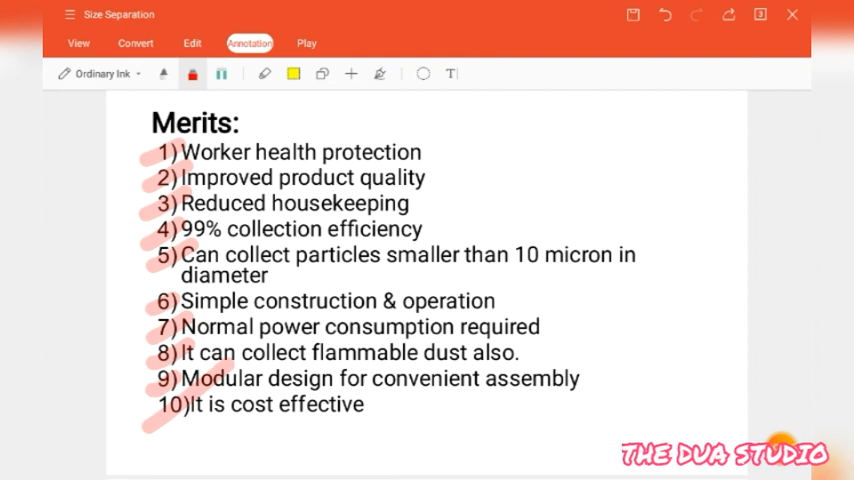 Size Separation
3
View Convert Edit Annotation Play
Ordinary Ink T
Merits:
1) Worker health protection
2) Improved product quality
3) Reduced housekeeping
4) 99% collection efficiency
5) Can collect particles smaller than 10 micron in
diameter
6) Simple construction & operation
7) Normal power consumption required
8) It can collect flammable dust also.
9) Modular design for convenient assembly
10)It is cost effective
THE DUA STUDIO